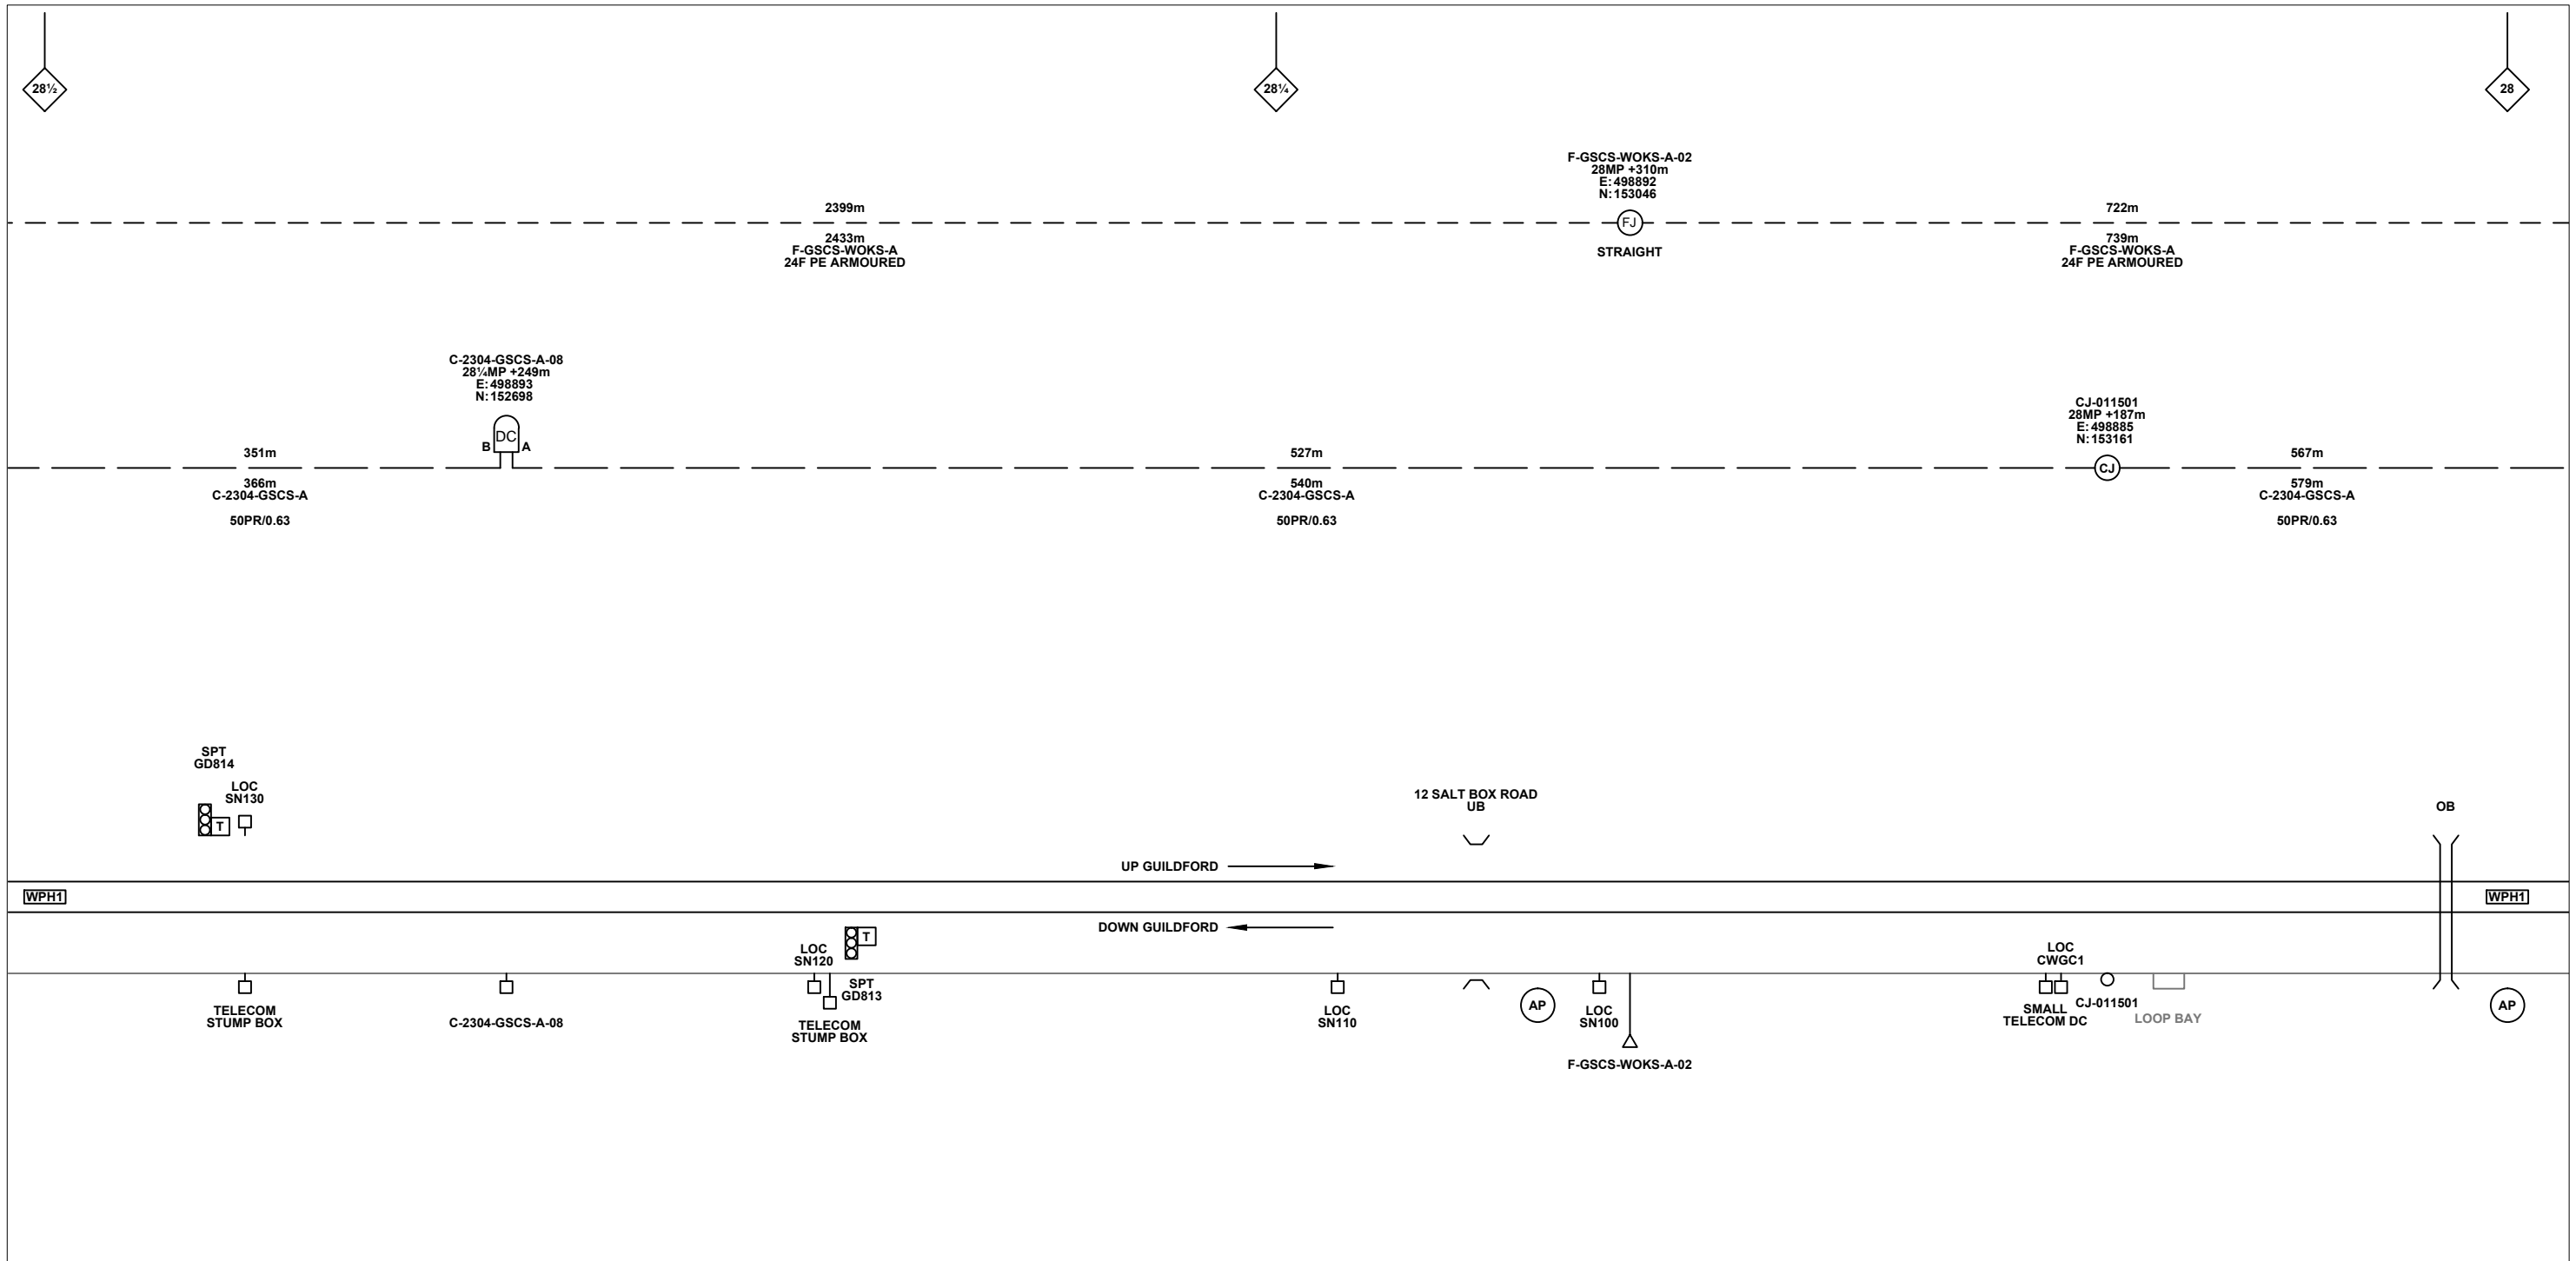 28½
28¼
28
F-GSCS-WOKS-A-02
28MP +310m
E: 498892
N: 153046
2399m
FJ
722m
2433m
F-GSCS-WOKS-A
24F PE ARMOURED
STRAIGHT
739m
F-GSCS-WOKS-A
24F PE ARMOURED
C-2304-GSCS-A-08
28¼MP +249m
E: 498893
N: 152698
B DC A
CJ-011501
28MP +187m
E: 498885
N: 153161
351m
527m
CJ
567m
366m
C-2304-GSCS-A
50PR/0.63
540m
C-2304-GSCS-A
50PR/0.63
579m
C-2304-GSCS-A
50PR/0.63
SPT
GD814
LOC
SN130
T
12 SALT BOX ROAD
UB
OB
UP GUILDFORD
WPH1
WPH1
DOWN GUILDFORD
T
LOC
SN120
SPT
GD813
LOC
CWGC1
TELECOM
STUMP BOX
C-2304-GSCS-A-08
TELECOM
STUMP BOX
LOC
SN110
AP
LOC
SN100
F-GSCS-WOKS-A-02
SMALL
TELECOM DC
CJ-011501
LOOP BAY
AP